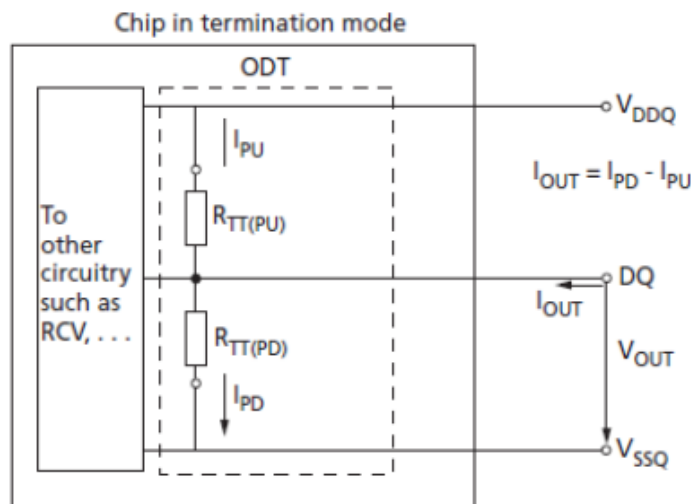 Chip in termination mode
ODT
V_DDQ
I_PU
I_OUT = I_PD - I_PU
To
other
circuitry
such as
RCV, . . .
R_TT(PU)
DQ
I_OUT
R_TT(PD)
V_OUT
I_PD
V_SSQ